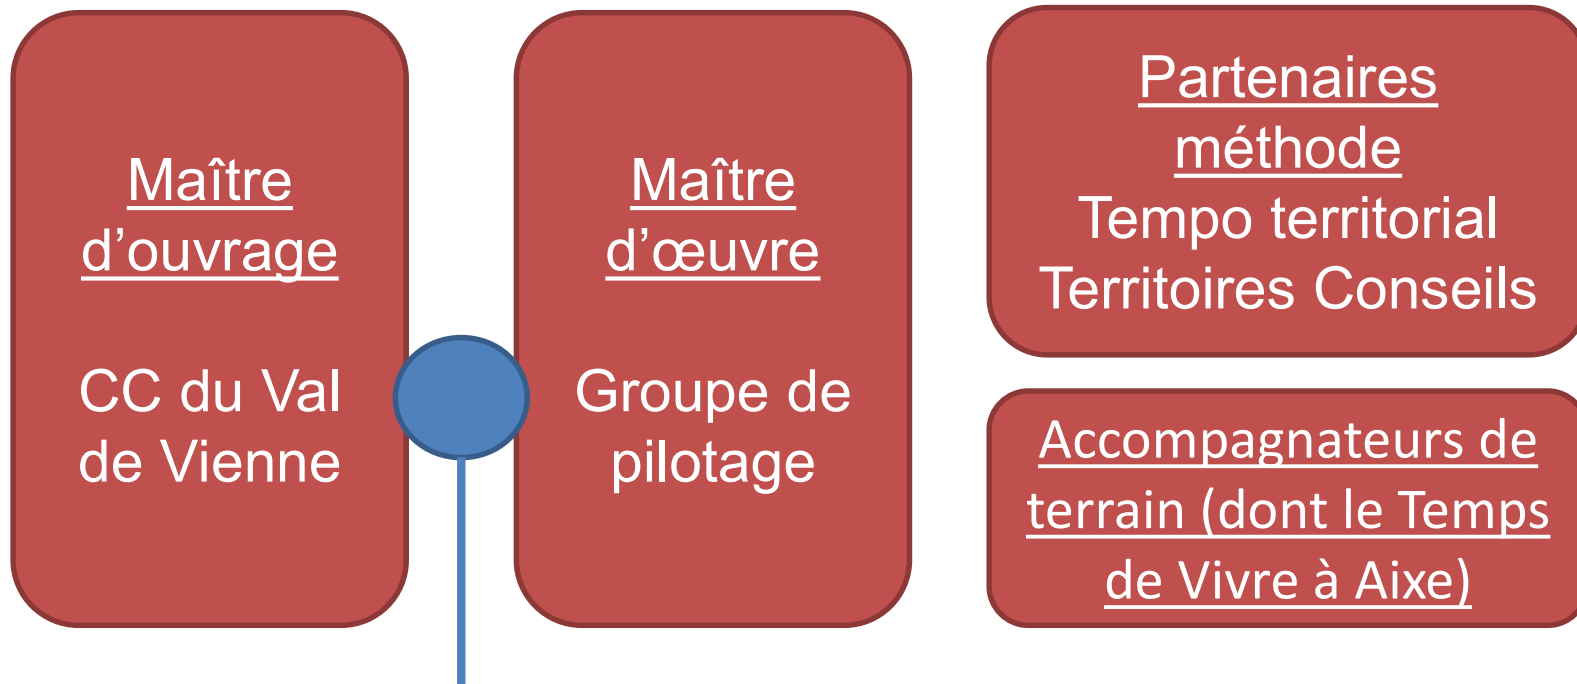 Maître
d’ouvrage
CC du Val
de Vienne
Maître
d’œuvre
Groupe de
pilotage
Partenaires
méthode
Tempo territorial
Territoires Conseils
Accompagnateurs de
terrain (dont le Temps
de Vivre à Aixe)